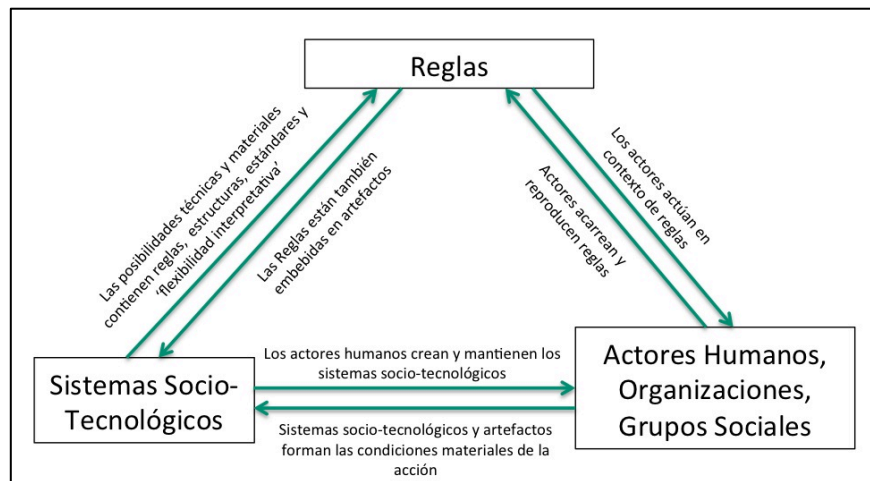 Reglas
Las posibilidades técnicas y materiales
contienen reglas, estructuras, estándares y
‘flexibilidad interpretativa’
Las Reglas están también
embebidas en artefactos
Actores acarrean y
reproducen reglas
Los actores actúan en
contexto de reglas
Sistemas Socio-
Tecnológicos
Los actores humanos crean y mantienen los
sistemas socio-tecnológicos
Sistemas socio-tecnológicos y artefactos
forman las condiciones materiales de la
acción
Actores Humanos,
Organizaciones,
Grupos Sociales